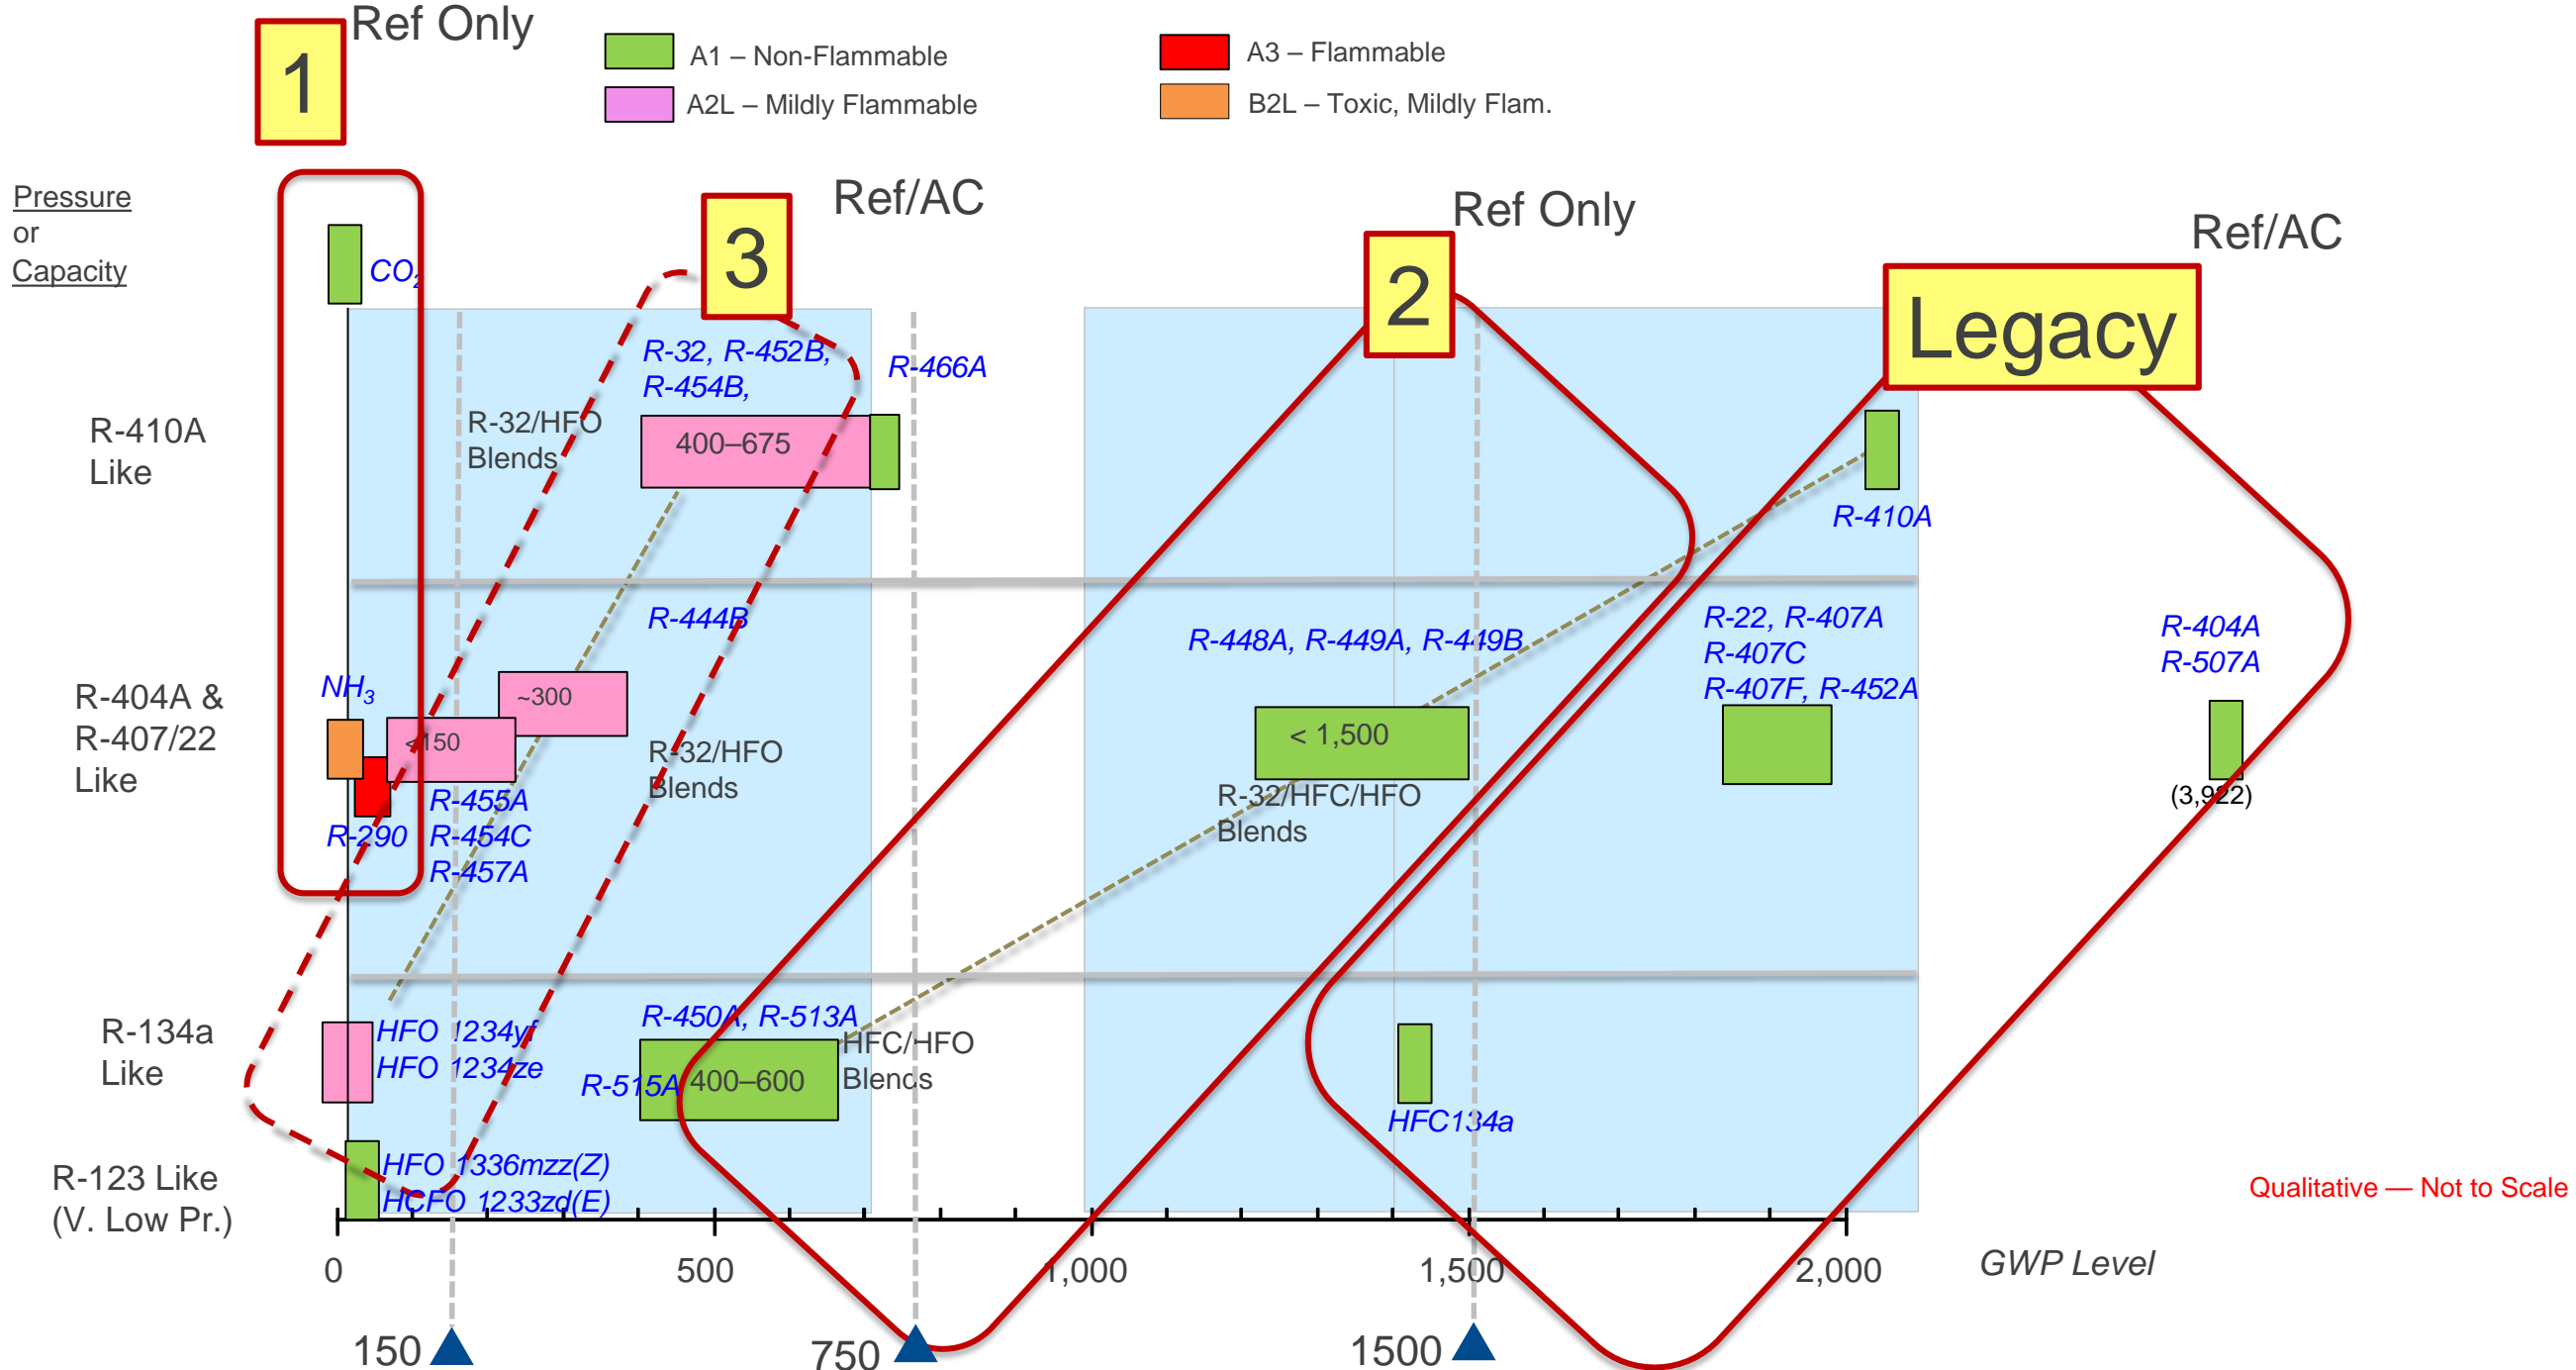 Ref Only
1
A1 – Non-Flammable
A3 – Flammable
A2L – Mildly Flammable
B2L – Toxic, Mildly Flam.
Pressure
or
Capacity
Ref/AC
3
Ref Only
2
Ref/AC
Legacy
CO2
R-32, R-452B,
R-454B,
R-466A
R-410A
Like
R-32/HFO
Blends
400–675
R-410A
R-444B
R-448A, R-449A, R-449B
R-22, R-407A
R-407C
R-407F, R-452A
R-404A
R-507A
R-404A &
R-407/22
Like
NH3
~300
<150
R-32/HFO
Blends
< 1,500
R-32/HFC/HFO
Blends
(3,922)
R-290
R-455A
R-454C
R-457A
R-134a
Like
HFO 1234yf
HFO 1234ze
R-450A, R-513A
R-515A
400–600
HFC/HFO
Blends
HFC134a
R-123 Like
(V. Low Pr.)
HFO 1336mzz(Z)
HCFO 1233zd(E)
Qualitative — Not to Scale
0
500
1,000
1,500
2,000
GWP Level
150
750
1500